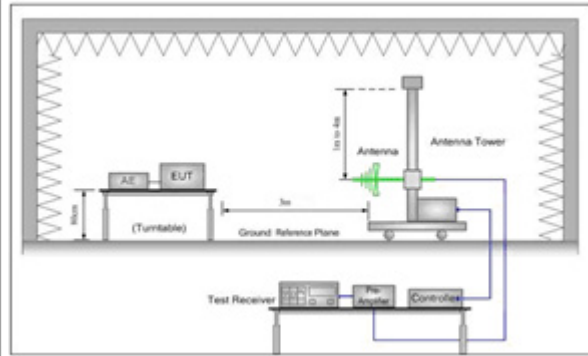 1m to 4m
Antenna
Antenna Tower
AE
EUT
80cm
(Turntable)
3m
Ground Reference Plane
Test Receiver
Pre-
Amplifier
Controller